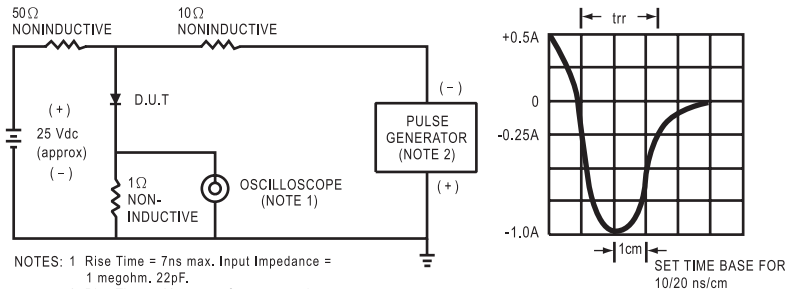 50Ω
NONINDUCTIVE
10Ω
NONINDUCTIVE
(+)
25 Vdc
(approx)
(−)
D.U.T
1Ω
NON-
INDUCTIVE
OSCILLOSCOPE
(NOTE 1)
(−)
PULSE
GENERATOR
(NOTE 2)
(+)
NOTES: 1 Rise Time = 7ns max. Input Impedance =
1 megohm. 22pF.
trr
+0.5A
0
-0.25A
-1.0A
1cm
SET TIME BASE FOR
10/20 ns/cm